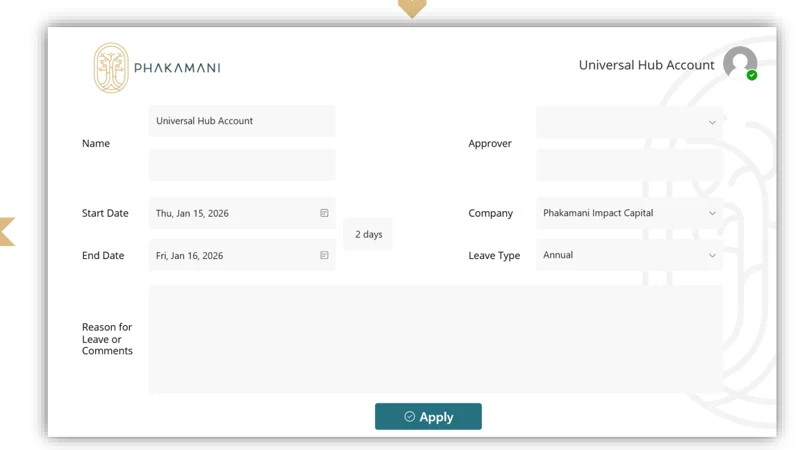 PHAKAMANI
Universal Hub Account
Name
Universal Hub Account
Approver
Start Date
Thu, Jan 15, 2026
2 days
Company
Phakamani Impact Capital
End Date
Fri, Jan 16, 2026
Leave Type
Annual
Reason for
Leave or
Comments
Apply